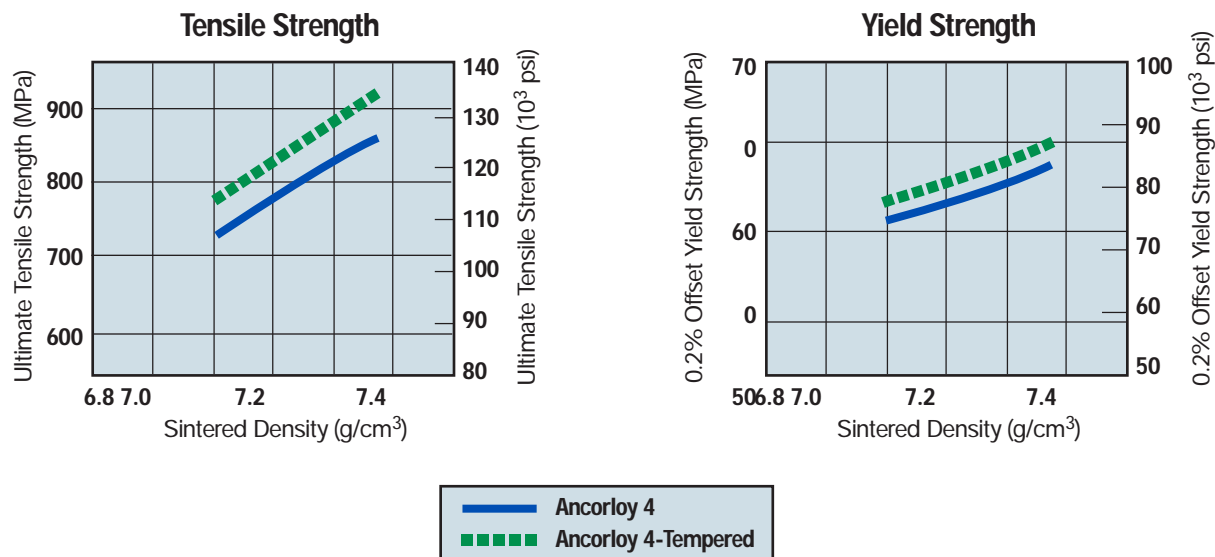 Tensile Strength
Ultimate Tensile Strength (MPa)
900
800
700
600
140
130
120
110
100
90
80
Ultimate Tensile Strength (10³ psi)
6.8 7.0 7.2 7.4
Sintered Density (g/cm³)
Yield Strength
0.2% Offset Yield Strength (MPa)
70
0
60
0
100
90
80
70
60
50
0.2% Offset Yield Strength (10³ psi)
506.8 7.0 7.2 7.4
Sintered Density (g/cm³)
Ancorloy 4
Ancorloy 4-Tempered